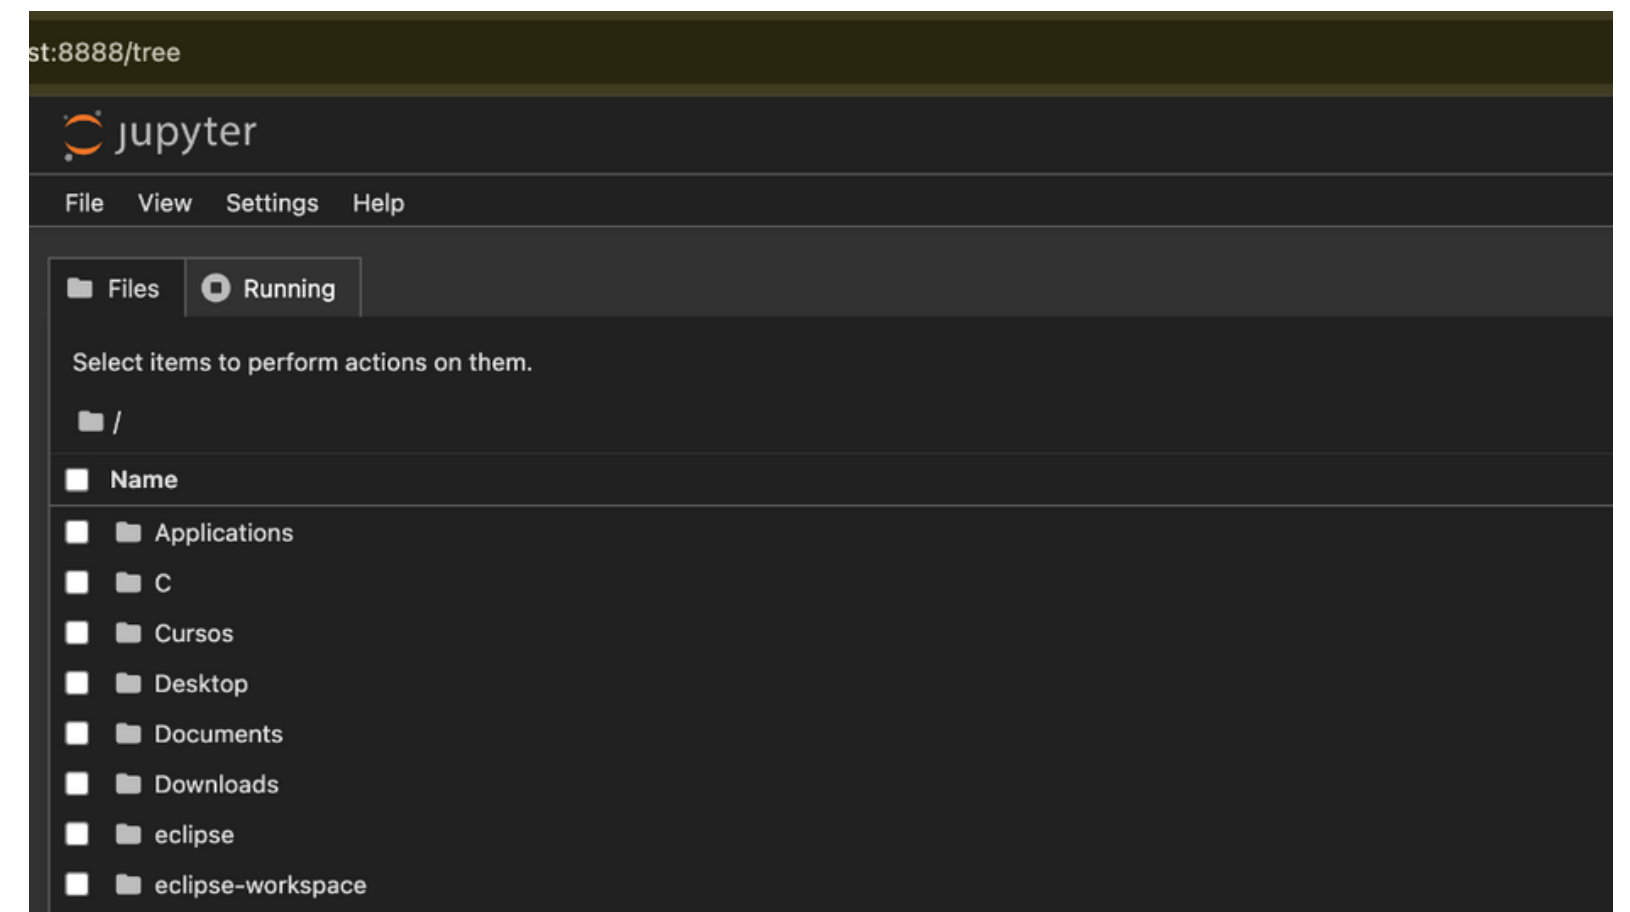 st:8888/tree
jupyter
File View Settings Help
Files Running
Select items to perform actions on them.
/
Name
Applications
C
Cursos
Desktop
Documents
Downloads
eclipse
eclipse-workspace